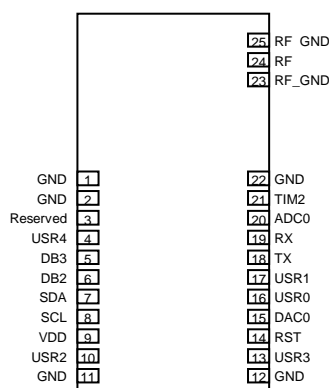 25 RF_GND
24 RF
23 RF_GND
GND 1 22 GND
GND 2 21 TIM2
Reserved 3 20 ADC0
USR4 4 19 RX
DB3 5 18 TX
DB2 6 17 USR1
SDA 7 16 USR0
SCL 8 15 DAC0
VDD 9 14 RST
USR2 10 13 USR3
GND 11 12 GND